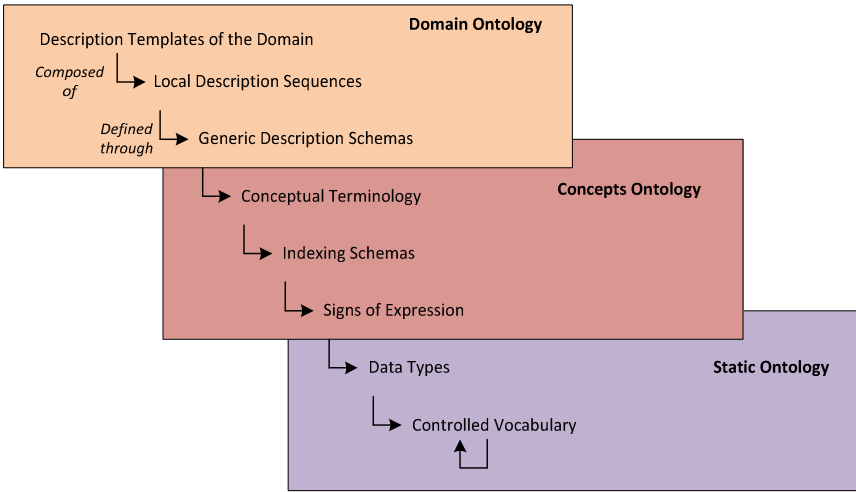 Domain Ontology
Description Templates of the Domain
Composed
of
Local Description Sequences
Defined
through
Generic Description Schemas
Concepts Ontology
Conceptual Terminology
Indexing Schemas
Signs of Expression
Static Ontology
Data Types
Controlled Vocabulary